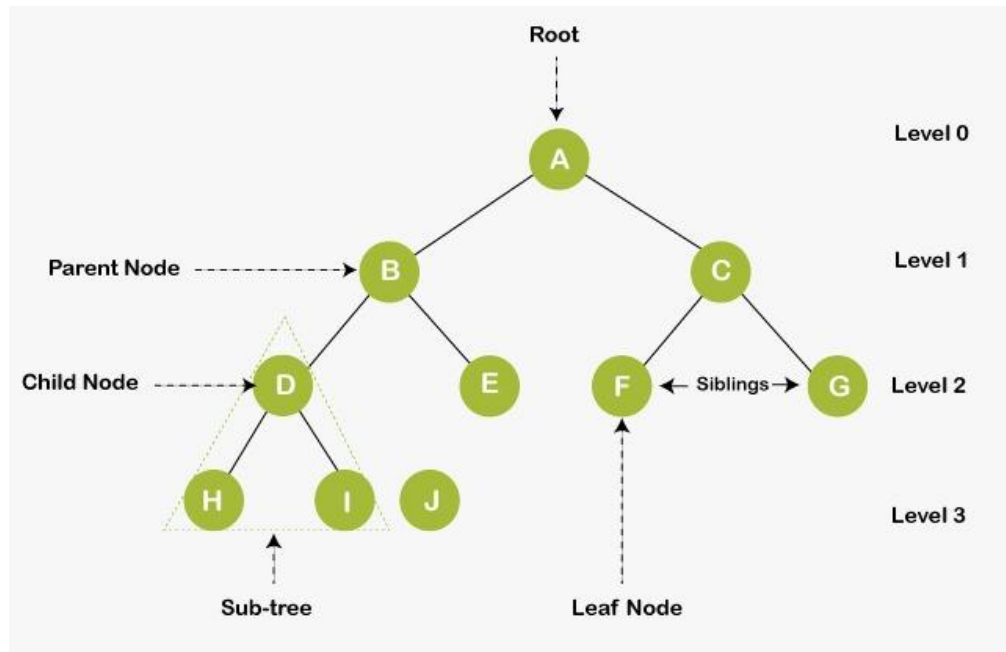 Root
Level 0
A
Parent Node
B
C
Level 1
Child Node
D
E
F
Siblings
G
Level 2
H
I
J
Level 3
Sub-tree
Leaf Node